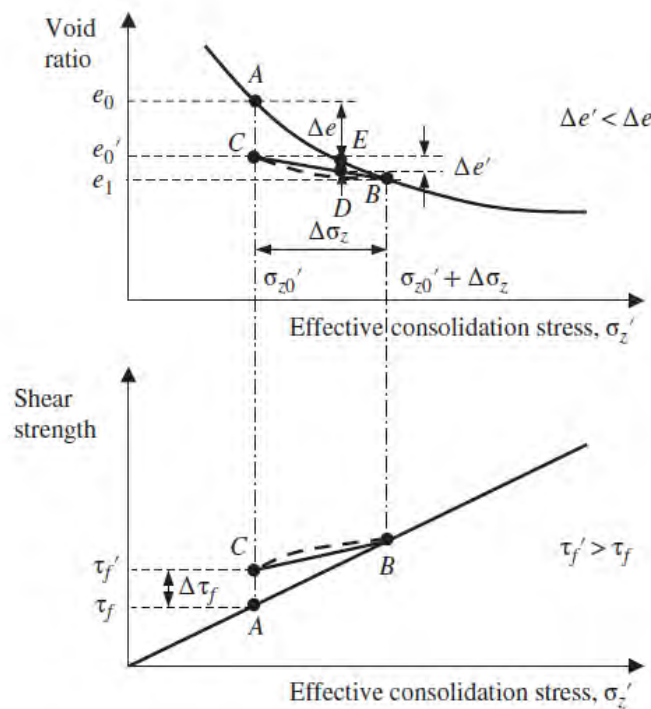 Void
ratio
A
e₀
Δe
Δe' < Δe
E
e₀'
C
Δe'
e₁
D
B
Δσz
σz0'
σz0' + Δσz
Effective consolidation stress, σz'
Shear
strength
C
τf'
B
τf' > τf
Δτf
τf
A
Effective consolidation stress, σz'